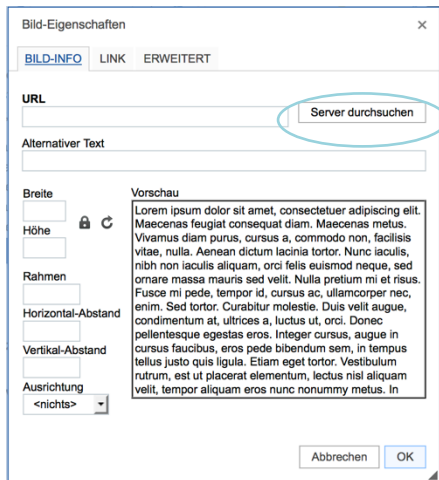 Bild-Eigenschaften
BILD-INFO LINK ERWEITERT
URL
Server durchsuchen
Alternativer Text
Breite
Höhe
Rahmen
Horizontal-Abstand
Vertikal-Abstand
Ausrichtung
<nichts>
Vorschau
Lorem ipsum dolor sit amet, consectetuer adipiscing elit.
Maecenas feugiat consequat diam. Maecenas metus.
Vivamus diam purus, cursus a, commodo non, facilisis
vitae, nulla. Aenean dictum lacinia tortor. Nunc iaculis,
nibh non iaculis aliquam, orci felis euismod neque, sed
ornare massa mauris sed velit. Nulla pretium mi et risus.
Fusce mi pede, tempor id, cursus ac, ullamcorper nec,
enim. Sed tortor. Curabitur molestie. Duis velit augue,
condimentum at, ultrices a, luctus ut, orci. Donec
pellentesque egestas eros. Integer cursus, augue in
cursus faucibus, eros pede bibendum sem, in tempus
tellus justo quis ligula. Etiam eget tortor. Vestibulum
rutrum, est ut placerat elementum, lectus nisl aliquam
velit, tempor aliquam eros nunc nonummy metus. In
Abbrechen OK